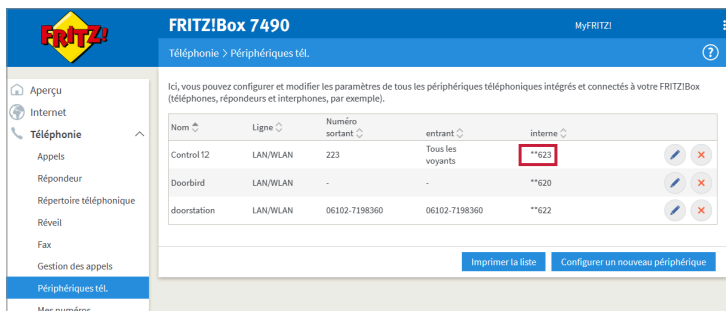 FRITZ!
FRITZ!Box 7490
MyFRITZ!
Téléphonie > Périphériques tél.
?
Aperçu
Internet
Téléphonie
Appels
Répondeur
Répertoire téléphonique
Réveil
Fax
Gestion des appels
Périphériques tél.
Mes numéros
Ici, vous pouvez configurer et modifier les paramètres de tous les périphériques téléphoniques intégrés et connectés à votre FRITZ!Box
(téléphones, répondeurs et interphones, par exemple).
Nom Ligne Numéro sortant entrant interne
Control 12 LAN/WLAN 223 Tous les voyants **623
Doorbird LAN/WLAN - - **620
doorstation LAN/WLAN 06102-7198360 06102-7198360 **622
Imprimer la liste Configurer un nouveau périphérique